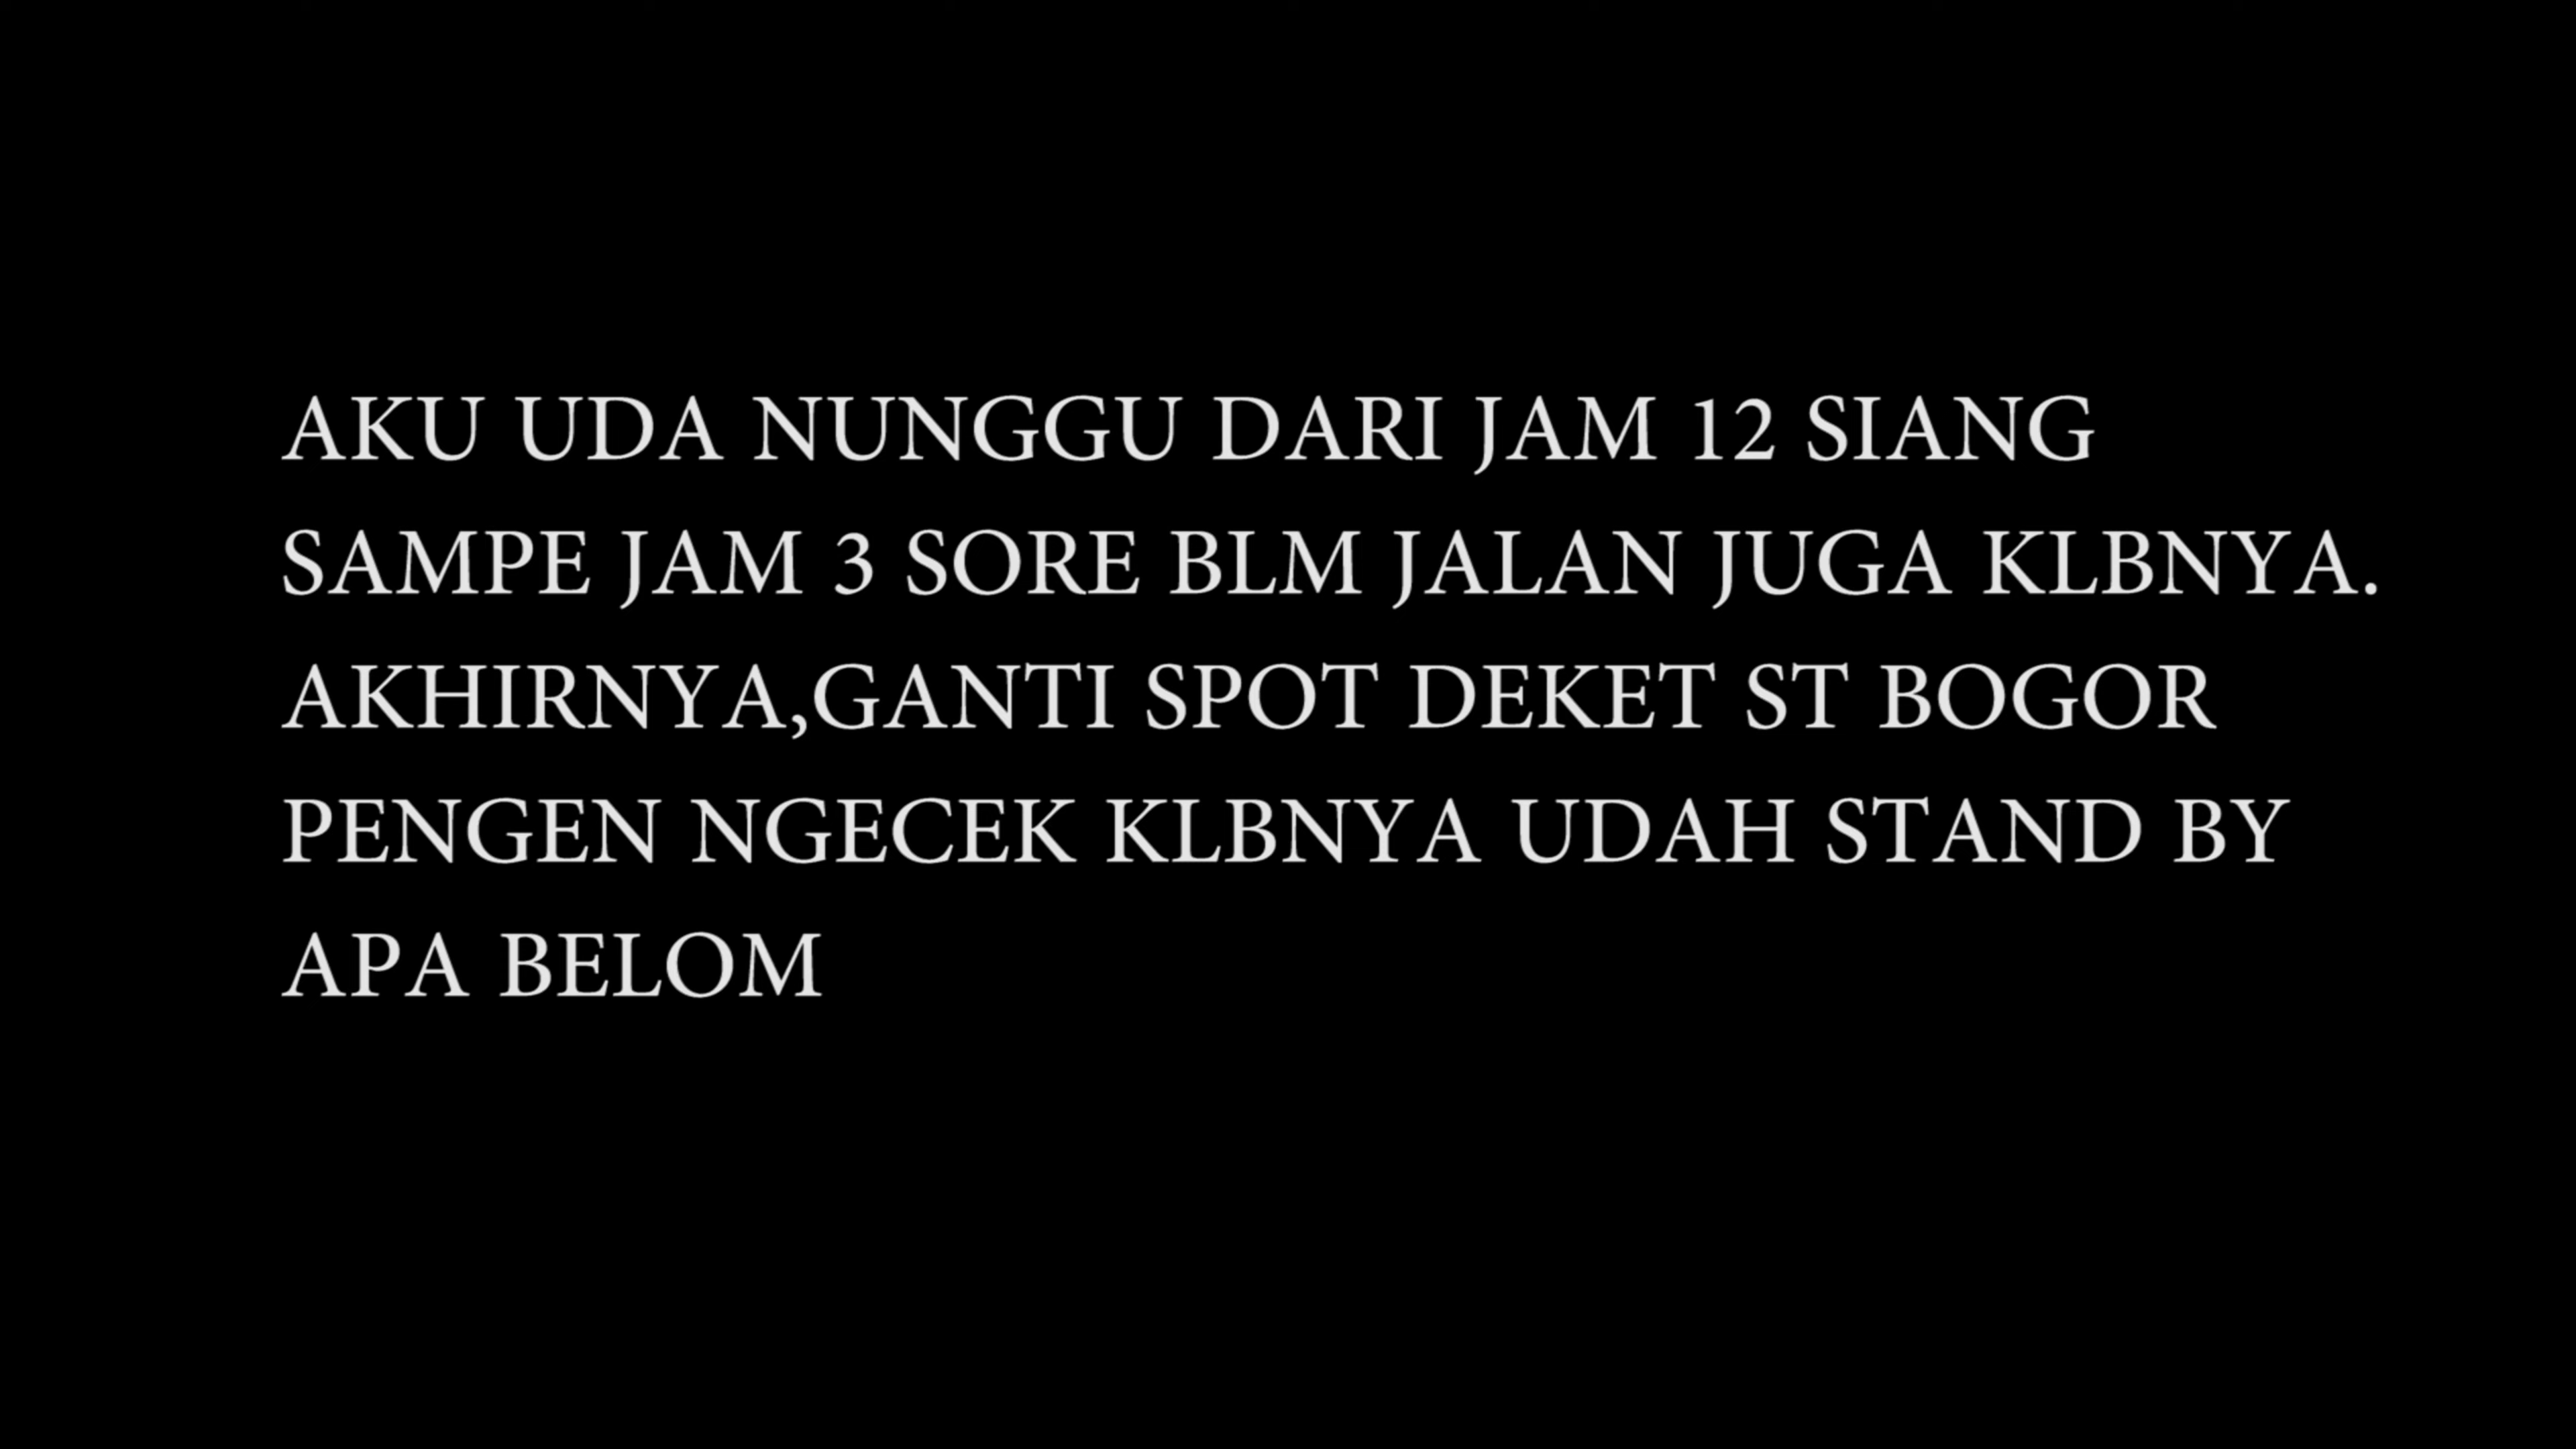 AKU UDA NUNGGU DARI JAM 12 SIANG
SAMPE JAM 3 SORE BLM JALAN JUGA KLBNYA.
AKHIRNYA,GANTI SPOT DEKET ST BOGOR
PENGEN NGECEK KLBNYA UDAH STAND BY
APA BELOM